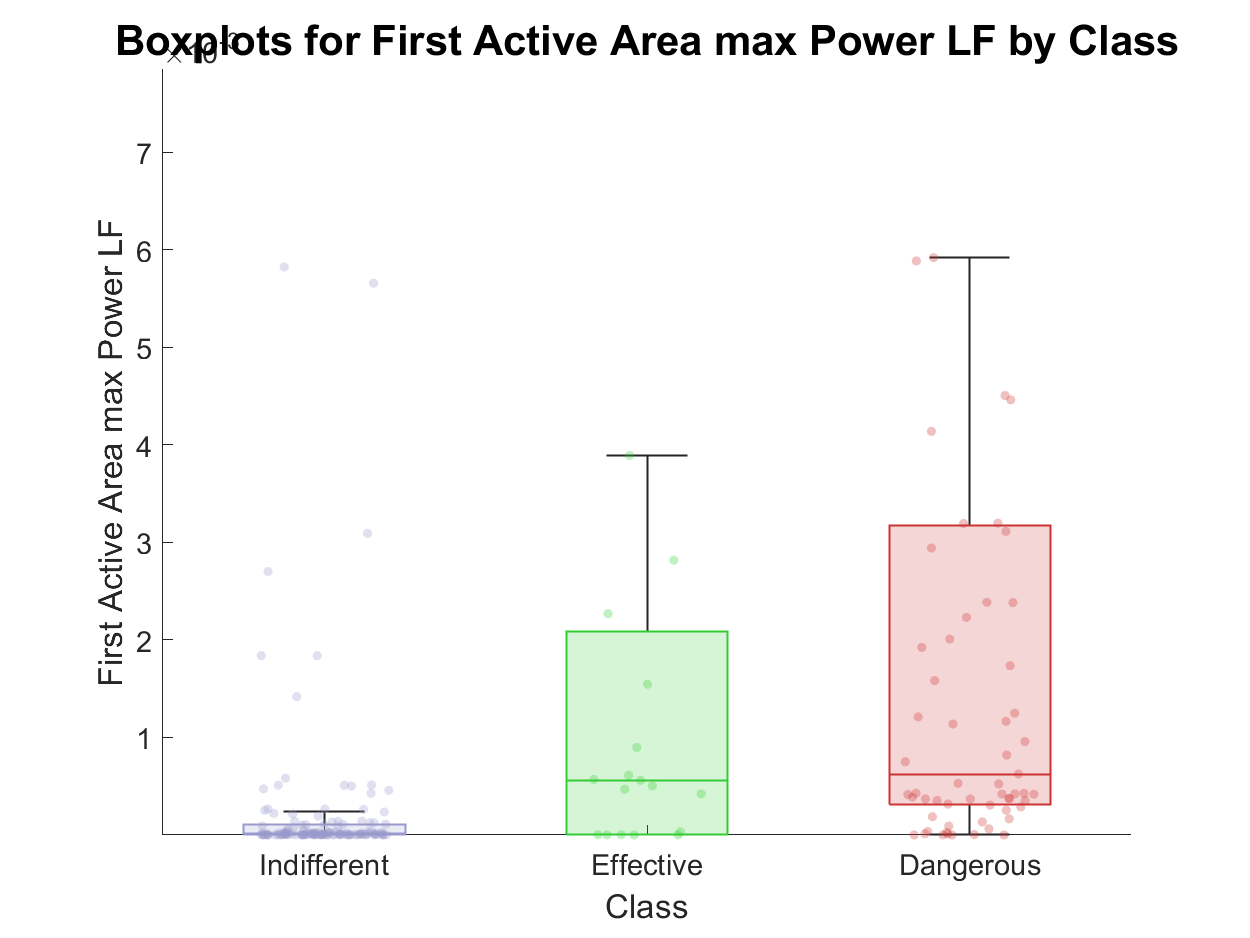 Boxplots for First Active Area max Power LF by Class
First Active Area max Power LF
7
6
5
4
3
2
1
Indifferent Effective Dangerous
Class